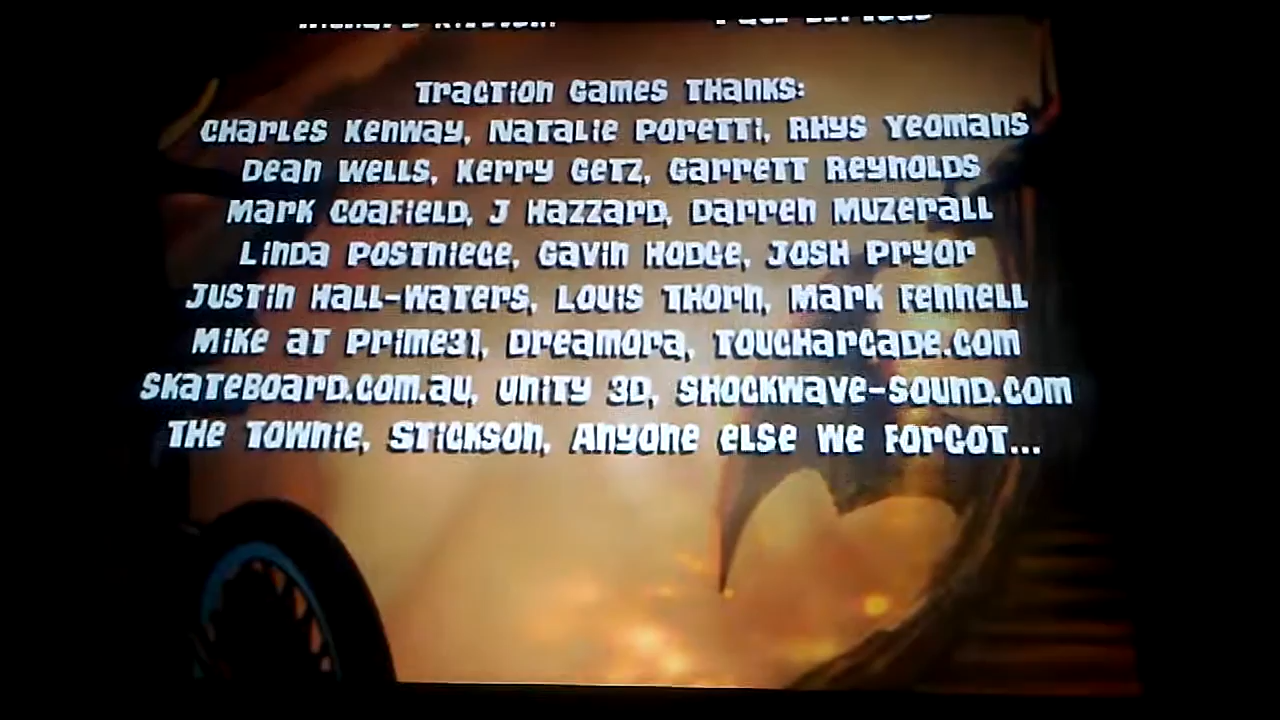 Traction Games Thanks:
Charles Kenway, Natalie Poretti, Rhys Yeomans
Dean Wells, Kerry Getz, Garrett Reynolds
Mark Coafield, J Hazzard, Darren Muzerall
Linda Postniece, Gavin Hodge, Josh Pryor
Justin Hall-Waters, Louis Thorn, Mark Fennell
Mike at Prime31, Dreamora, Toucharcade.com
Skateboard.com.au, Unity 3D, Shockwave-Sound.com
The Townie, Stickson, Anyone else we forgot...